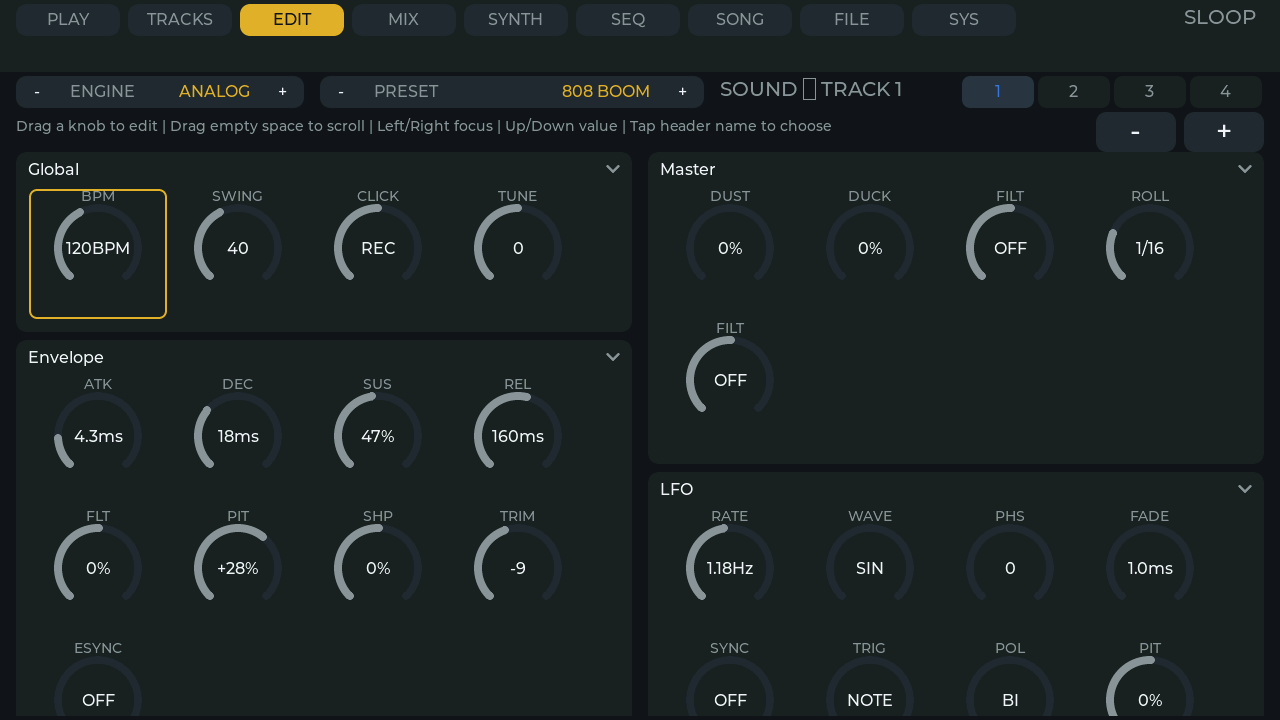 PLAY TRACKS EDIT MIX SYNTH SEQ SONG FILE SYS SLOOP
- ENGINE ANALOG + - PRESET 808 BOOM + SOUND TRACK 1 1 2 3 4
Drag a knob to edit | Drag empty space to scroll | Left/Right focus | Up/Down value | Tap header name to choose - +
Global
BPM SWING CLICK TUNE
120BPM 40 REC 0
Master
DUST DUCK FILT ROLL
0% 0% OFF 1/16
FILT
OFF
Envelope
ATK DEC SUS REL
4.3ms 18ms 47% 160ms
FLT PIT SHP TRIM
0% +28% 0% -9
ESYNC
OFF
LFO
RATE WAVE PHS FADE
1.18Hz SIN 0 1.0ms
SYNC TRIG POL PIT
OFF NOTE BI 0%